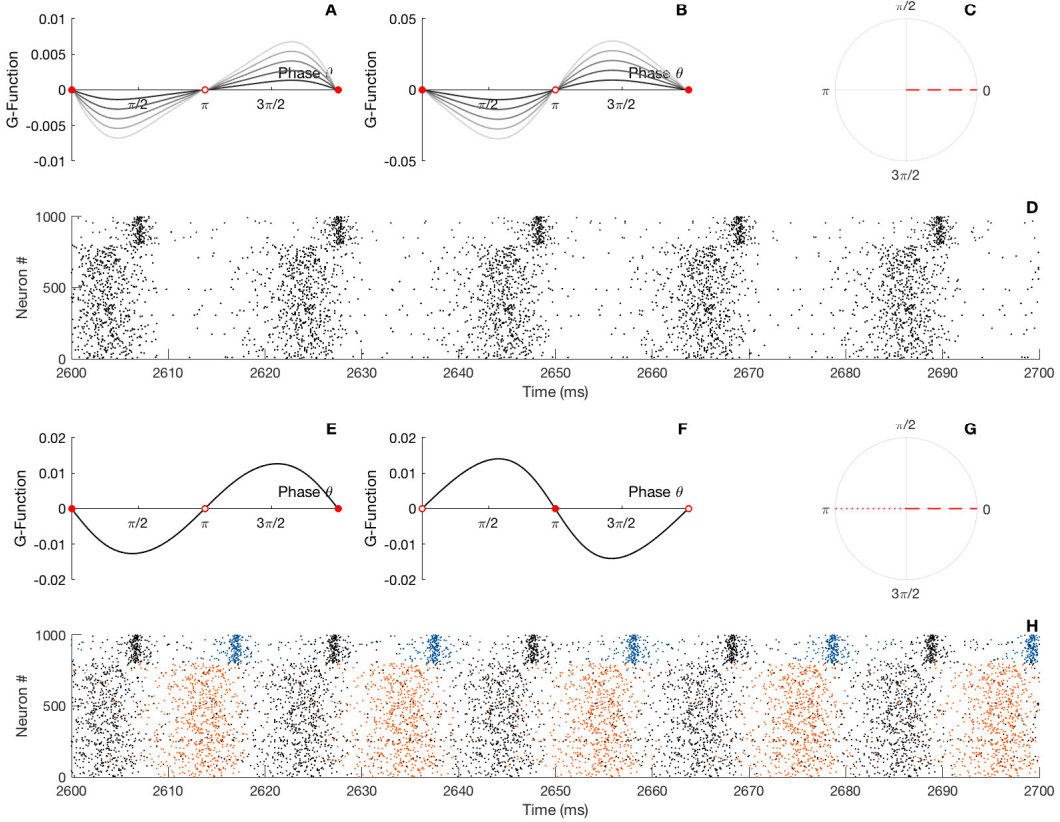 A
0.01
0.005
0
-0.005
-0.01
G-Function
Phase
π/2
π
3π/2
B
0.05
0
-0.05
G-Function
Phase θ
π/2
π
3π/2
C
π/2
π
0
3π/2
D
1000
500
0
Neuron #
2600
2610
2620
2630
2640
2650
2660
2670
2680
2690
2700
Time (ms)
E
0.02
0.01
0
-0.01
-0.02
G-Function
Phase θ
π/2
π
3π/2
F
0.02
0.01
0
-0.01
-0.02
G-Function
Phase θ
π/2
π
3π/2
G
π/2
π
0
3π/2
H
1000
500
0
Neuron #
2600
2610
2620
2630
2640
2650
2660
2670
2680
2690
2700
Time (ms)